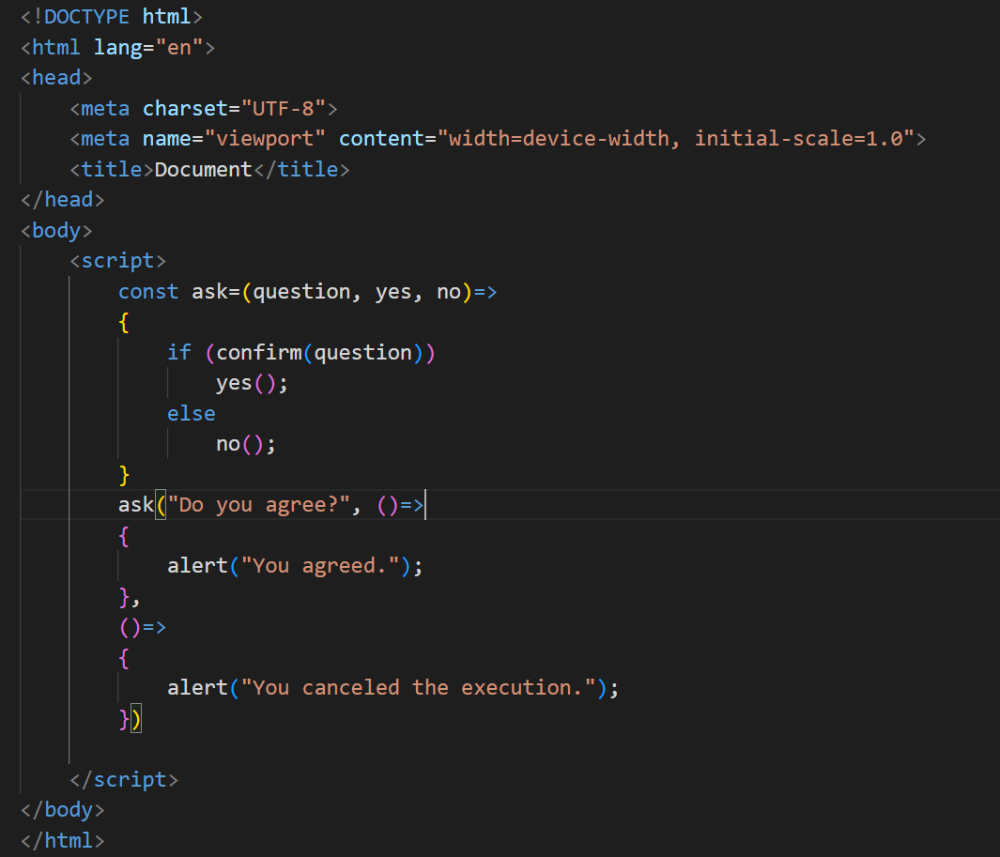 <!DOCTYPE html>
<html lang="en">
<head>
    <meta charset="UTF-8">
    <meta name="viewport" content="width=device-width, initial-scale=1.0">
    <title>Document</title>
</head>
<body>
    <script>
        const ask=(question, yes, no)=>
        {
            if (confirm(question))
                yes();
            else
                no();
        }
        ask("Do you agree?", ()=>
        {
            alert("You agreed.");
        },
        ()=>
        {
            alert("You canceled the execution.");
        })

    </script>
</body>
</html>